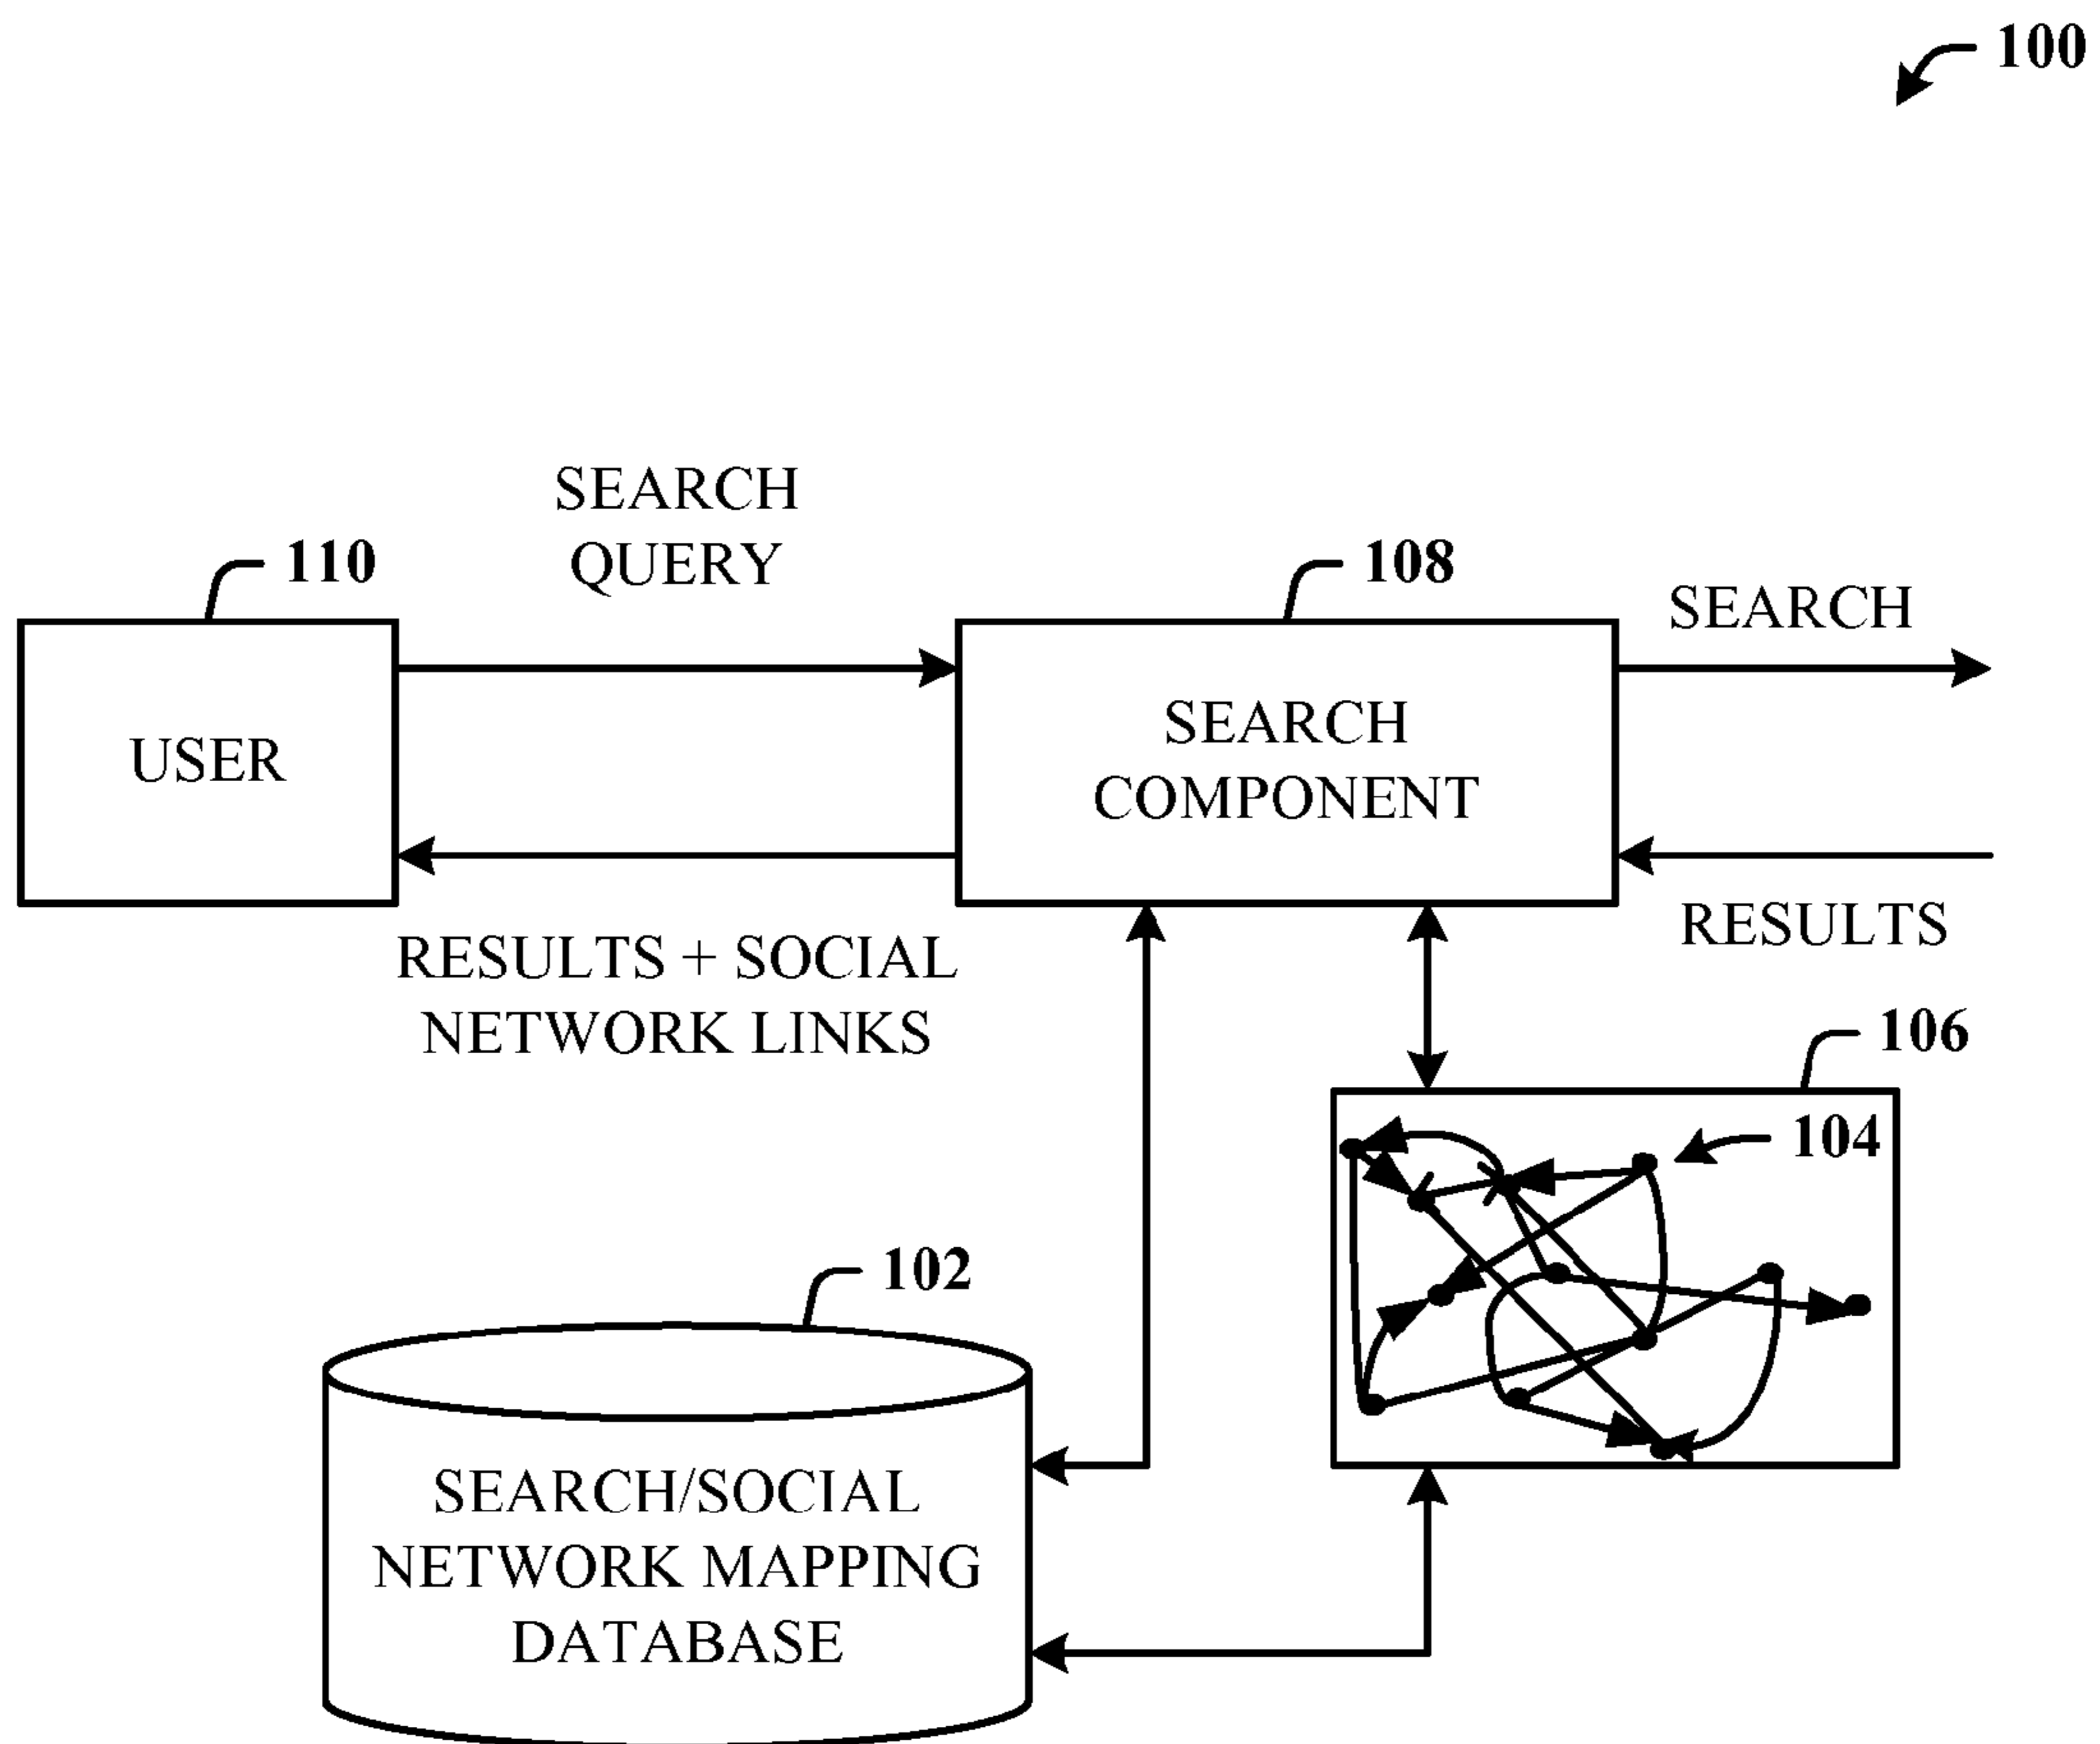 100
SEARCH
QUERY
110
108
SEARCH
USER
SEARCH
COMPONENT
RESULTS + SOCIAL
NETWORK LINKS
RESULTS
106
104
102
SEARCH/SOCIAL
NETWORK MAPPING
DATABASE